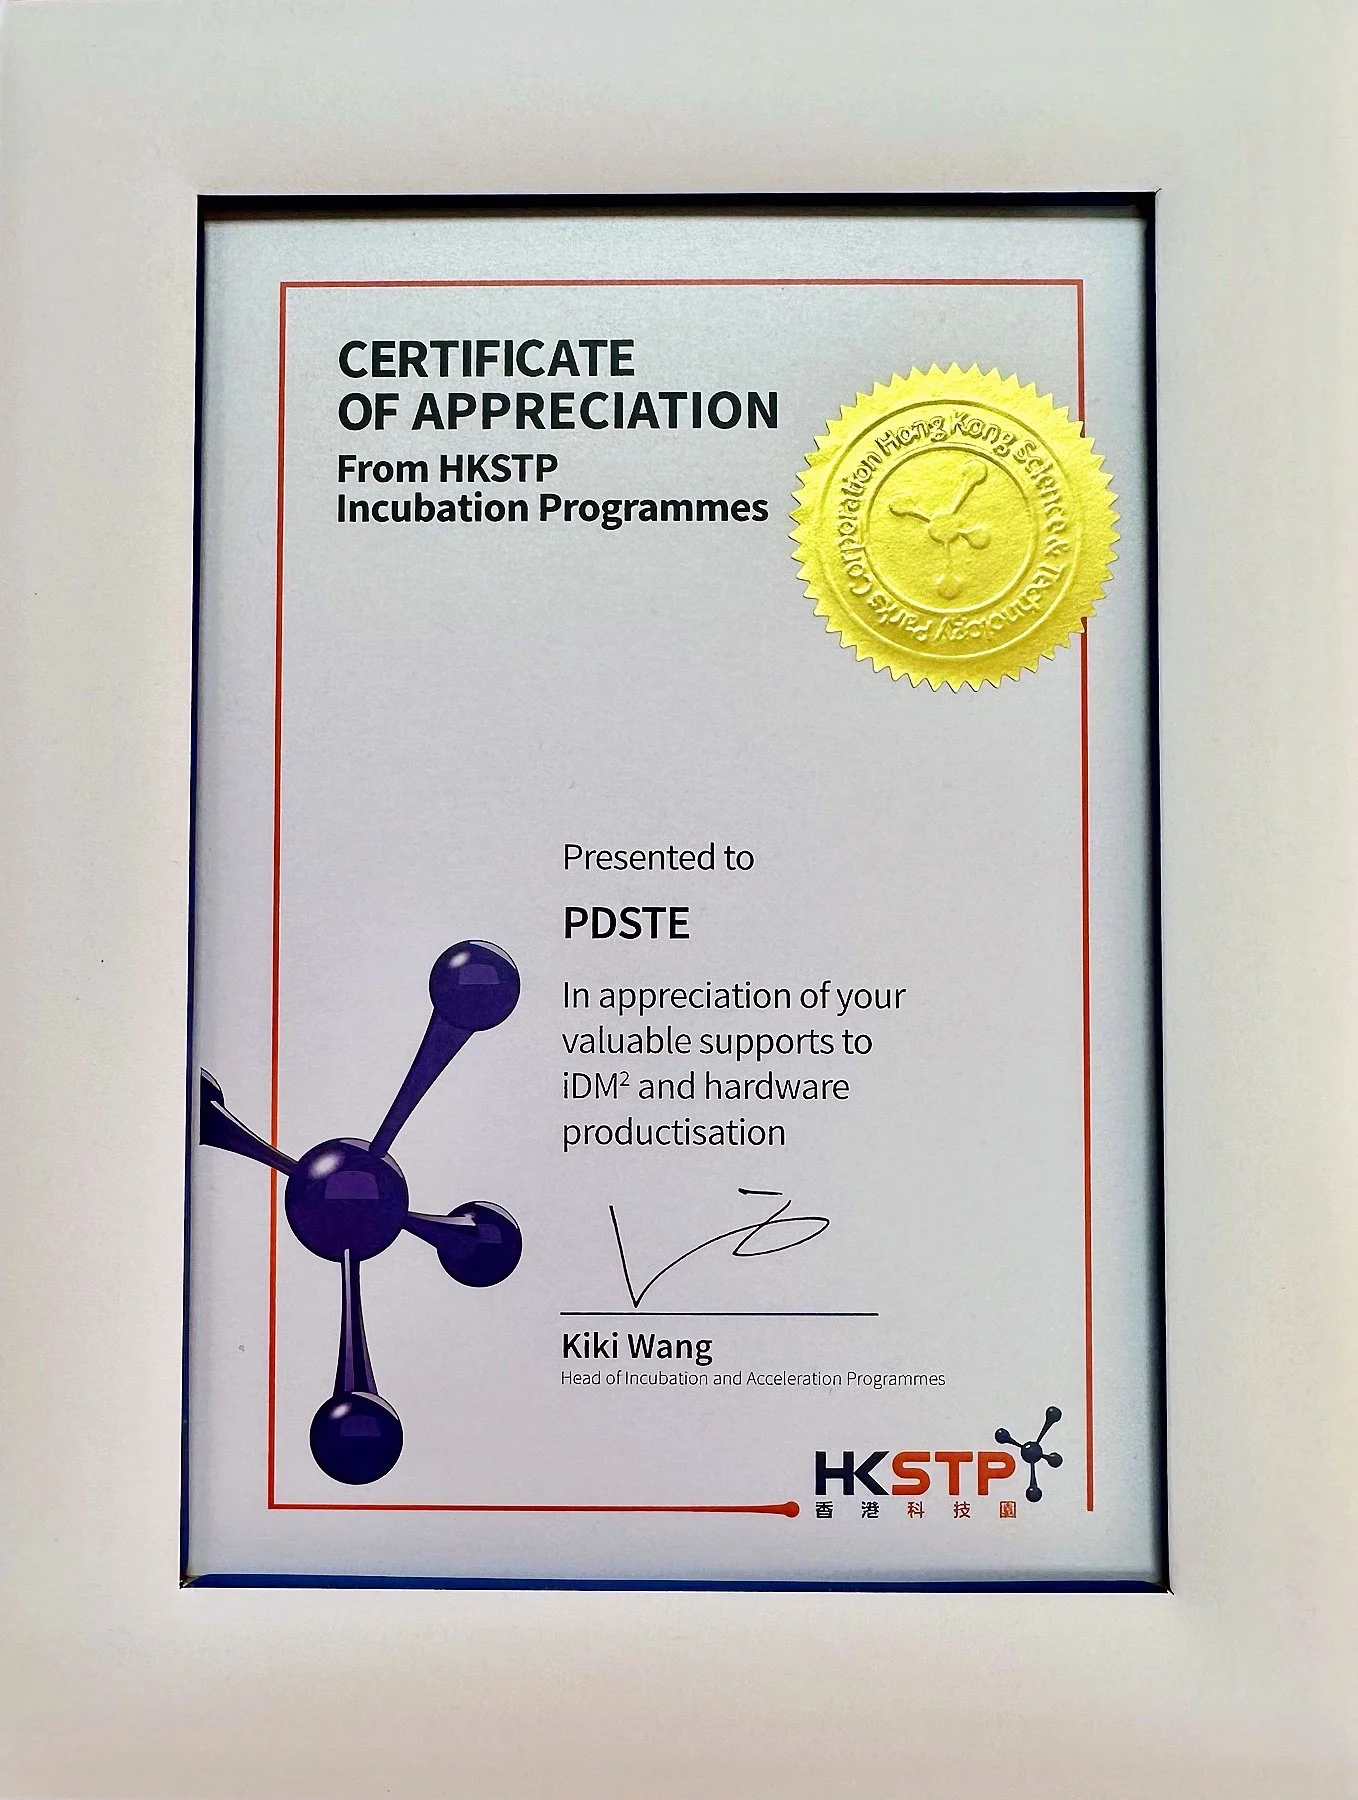 CERTIFICATE
OF APPRECIATION
From HKSTP
Incubation Programmes
Hong Kong Science & Technology Parks Corporation
Presented to
PDSTE
In appreciation of your
valuable supports to
iDM² and hardware
productisation
Kiki Wang
Head of Incubation and Acceleration Programmes
HKSTP
香港科技園